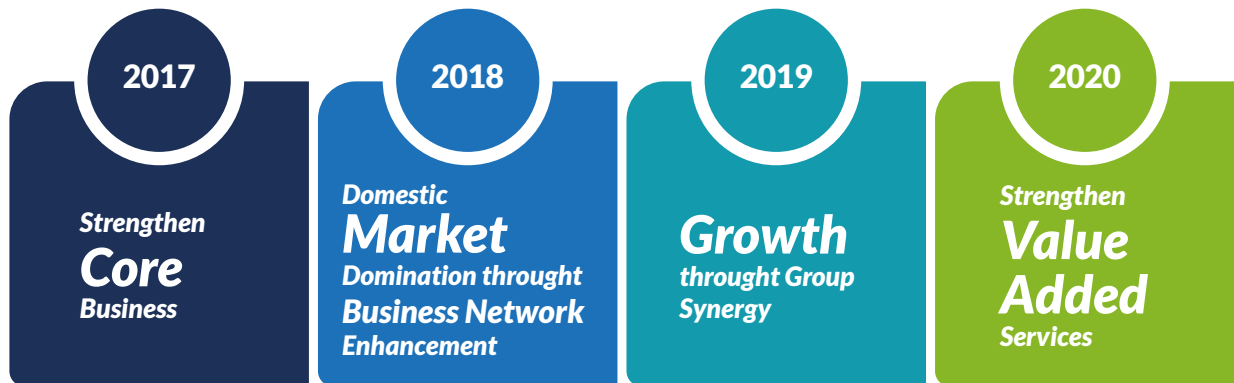 2017
Strengthen
Core
Business
2018
Domestic
Market
Domination throught
Business Network
Enhancement
2019
Growth
throught Group
Synergy
2020
Strengthen
Value
Added
Services